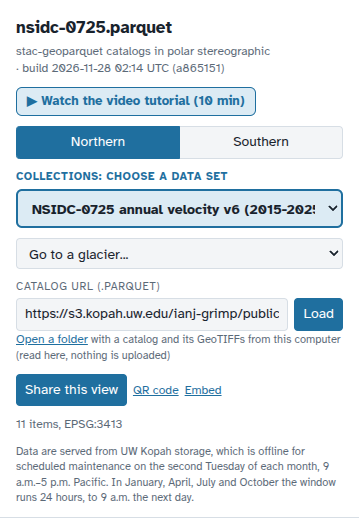 nsidc-0725.parquet
stac-geoparquet catalogs in polar stereographic
· build 2026-11-28 02:14 UTC (a865151)
▶ Watch the video tutorial (10 min)
Northern
Southern
COLLECTIONS: CHOOSE A DATA SET
NSIDC-0725 annual velocity v6 (2015-2025
Go to a glacier...
CATALOG URL (.PARQUET)
https://s3.kopah.uw.edu/ianj-grimp/public
Load
Open a folder with a catalog and its GeoTIFFs from this computer
(read here, nothing is uploaded)
Share this view
QR code
Embed
11 items, EPSG:3413
Data are served from UW Kopah storage, which is offline for
scheduled maintenance on the second Tuesday of each month, 9
a.m.–5 p.m. Pacific. In January, April, July and October the window
runs 24 hours, to 9 a.m. the next day.